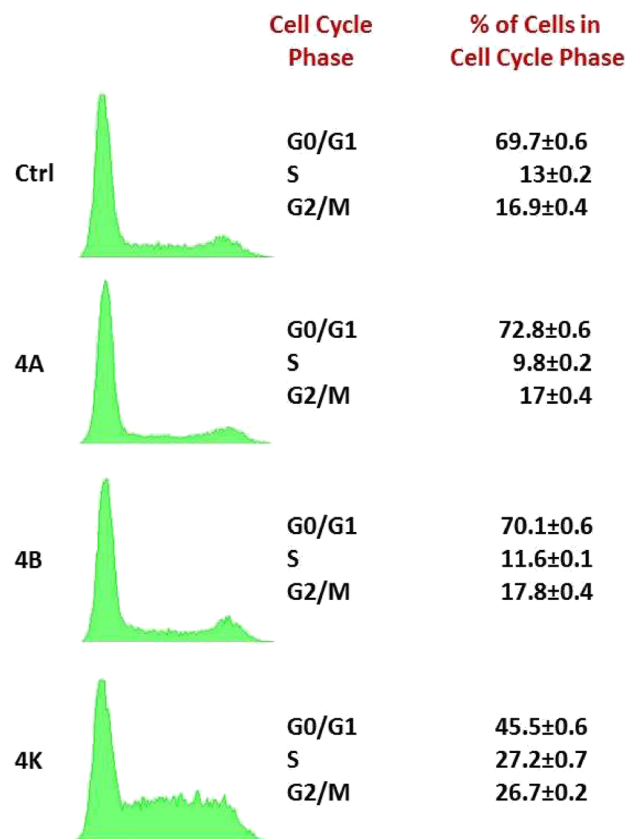 Cell Cycle Phase % of Cells in Cell Cycle Phase
Ctrl
G0/G1 69.7±0.6
S 13±0.2
G2/M 16.9±0.4
4A
G0/G1 72.8±0.6
S 9.8±0.2
G2/M 17±0.4
4B
G0/G1 70.1±0.6
S 11.6±0.1
G2/M 17.8±0.4
4K
G0/G1 45.5±0.6
S 27.2±0.7
G2/M 26.7±0.2